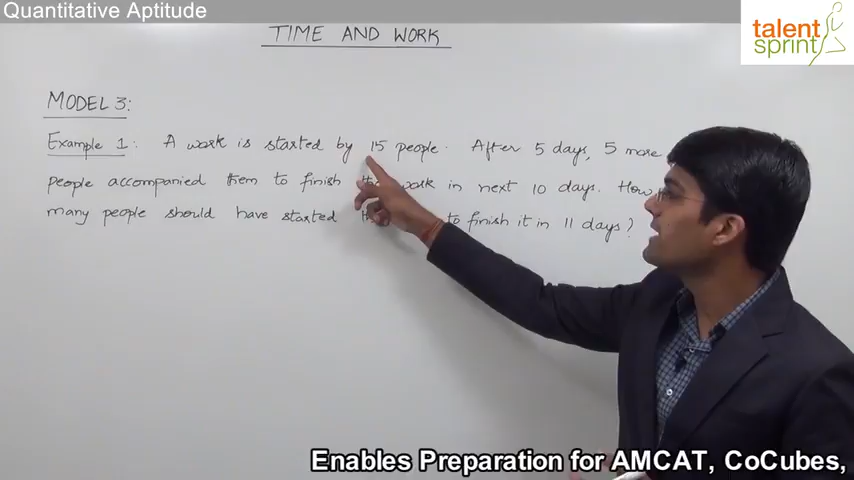 Quantitative Aptitude
talent
sprint
TIME AND WORK
MODEL 3:
Example 1: A work is started by 15 people. After 5 days, 5 more
people accompanied them to finish the work in next 10 days. How
many people should have started to finish it in 11 days?
Enables Preparation for AMCAT, CoCubes,